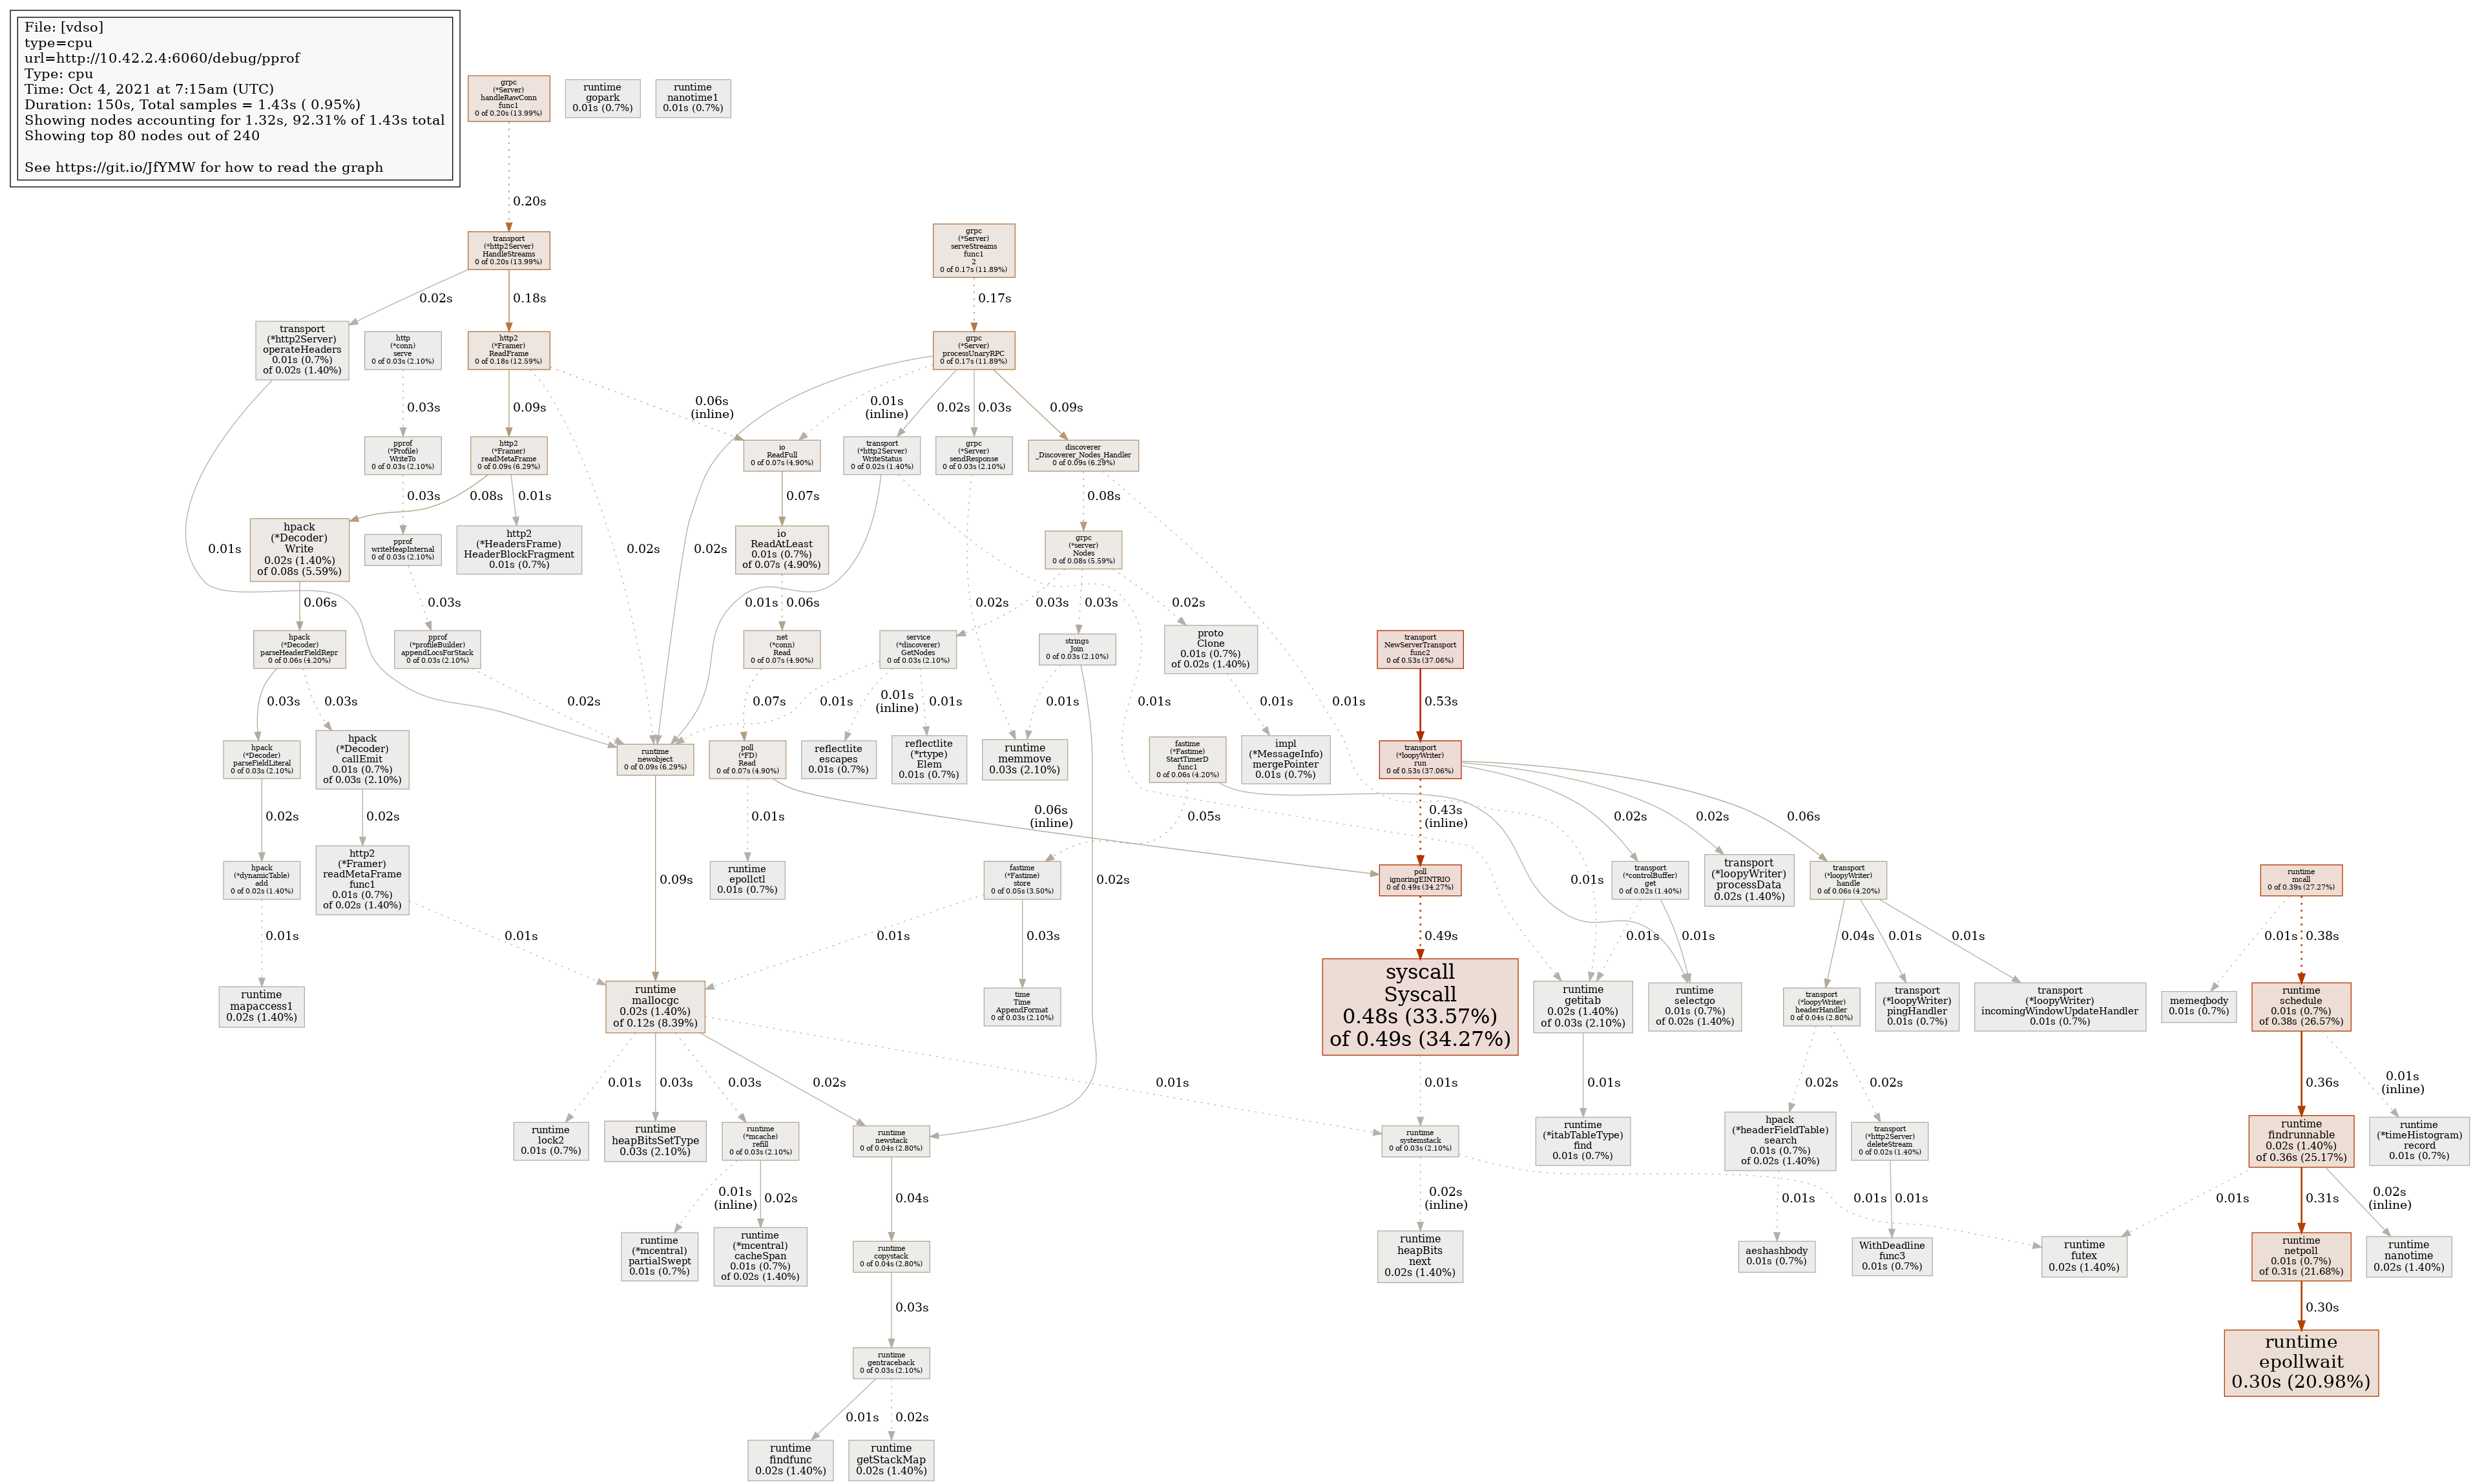 File: [vdso]
type=cpu
url=http://10.42.2.4:6060/debug/pprof
Type: cpu
Time: Oct 4, 2021 at 7:15am (UTC)
Duration: 150s, Total samples = 1.43s ( 0.95%)
Showing nodes accounting for 1.32s, 92.31% of 1.43s total
Showing top 80 nodes out of 240
See https://git.io/JfYMW for how to read the graph
grpc
(*Server)
handleRawConn
func1
0 of 0.20s (13.99%)
runtime
gopark
0.01s (0.7%)
runtime
nanotime1
0.01s (0.7%)
0.20s
transport
(*http2Server)
HandleStreams
0 of 0.20s (13.99%)
grpc
(*Server)
serveStreams
func1
2
0 of 0.17s (11.89%)
0.02s
0.18s
0.17s
transport
(*http2Server)
operateHeaders
0.01s (0.7%)
of 0.02s (1.40%)
http
(*conn)
serve
0 of 0.03s (2.10%)
http2
(*Framer)
ReadFrame
0 of 0.18s (12.59%)
grpc
(*Server)
processUnaryRPC
0 of 0.17s (11.89%)
0.03s
0.09s
0.06s
(inline)
0.01s
(inline)
0.02s
0.03s
0.09s
pprof
(*Profile)
WriteTo
0 of 0.03s (2.10%)
http2
(*Framer)
readMetaFrame
0 of 0.09s (6.29%)
io
ReadFull
0 of 0.07s (4.90%)
transport
(*http2Server)
WriteStatus
0 of 0.02s (1.40%)
grpc
(*Server)
sendResponse
0 of 0.03s (2.10%)
discoverer
_Discoverer_Nodes_Handler
0 of 0.09s (6.29%)
0.03s
0.08s
0.01s
0.07s
0.08s
hpack
(*Decoder)
Write
0.02s (1.40%)
of 0.08s (5.59%)
pprof
writeHeapInternal
0 of 0.03s (2.10%)
http2
(*HeadersFrame)
HeaderBlockFragment
0.01s (0.7%)
io
ReadAtLeast
0.01s (0.7%)
of 0.07s (4.90%)
grpc
(*server)
Nodes
0 of 0.08s (5.59%)
0.01s
0.02s
0.02s
0.06s
0.03s
0.01s
0.06s
0.02s
0.03s
0.03s
0.02s
hpack
(*Decoder)
parseHeaderFieldRepr
0 of 0.06s (4.20%)
pprof
(*profileBuilder)
appendLocsForStack
0 of 0.03s (2.10%)
net
(*conn)
Read
0 of 0.07s (4.90%)
service
(*discoverer)
GetNodes
0 of 0.03s (2.10%)
strings
Join
0 of 0.03s (2.10%)
proto
Clone
0.01s (0.7%)
of 0.02s (1.40%)
transport
NewServerTransport
func2
0 of 0.53s (37.06%)
0.03s
0.03s
0.02s
0.07s
0.01s
0.01s
(inline)
0.01s
0.01s
0.01s
0.01s
0.01s
0.53s
hpack
(*Decoder)
parseFieldLiteral
0 of 0.03s (2.10%)
hpack
(*Decoder)
callEmit
0.01s (0.7%)
of 0.03s (2.10%)
runtime
newobject
0 of 0.09s (6.29%)
poll
(*FD)
Read
0 of 0.07s (4.90%)
reflectlite
escapes
0.01s (0.7%)
reflectlite
(*rtype)
Elem
0.01s (0.7%)
runtime
memmove
0.03s (2.10%)
fastime
(*Fastime)
StartTimerD
func1
0 of 0.06s (4.20%)
impl
(*MessageInfo)
mergePointer
0.01s (0.7%)
transport
(*loopyWriter)
run
0 of 0.53s (37.06%)
0.02s
0.02s
0.01s
0.06s
(inline)
0.05s
0.43s
(inline)
0.02s
0.02s
0.06s
hpack
(*dynamicTable)
add
0 of 0.02s (1.40%)
http2
(*Framer)
readMetaFrame
func1
0.01s (0.7%)
of 0.02s (1.40%)
0.09s
runtime
epollctl
0.01s (0.7%)
fastime
(*Fastime)
store
0 of 0.05s (3.50%)
0.02s
poll
ignoringEINTRIO
0 of 0.49s (34.27%)
0.01s
transport
(*controlBuffer)
get
0 of 0.02s (1.40%)
transport
(*loopyWriter)
processData
0.02s (1.40%)
transport
(*loopyWriter)
handle
0 of 0.06s (4.20%)
runtime
mcall
0 of 0.39s (27.27%)
0.01s
0.01s
0.01s
0.03s
0.49s
0.01s
0.01s
0.04s
0.01s
0.01s
0.01s
0.38s
runtime
mapaccess1
0.02s (1.40%)
runtime
mallocgc
0.02s (1.40%)
of 0.12s (8.39%)
time
Time
AppendFormat
0 of 0.03s (2.10%)
syscall
Syscall
0.48s (33.57%)
of 0.49s (34.27%)
runtime
getitab
0.02s (1.40%)
of 0.03s (2.10%)
runtime
selectgo
0.01s (0.7%)
of 0.02s (1.40%)
transport
(*loopyWriter)
headerHandler
0 of 0.04s (2.80%)
transport
(*loopyWriter)
pingHandler
0.01s (0.7%)
transport
(*loopyWriter)
incomingWindowUpdateHandler
0.01s (0.7%)
memeqbody
0.01s (0.7%)
runtime
schedule
0.01s (0.7%)
of 0.38s (26.57%)
0.01s
0.03s
0.03s
0.02s
0.01s
0.01s
0.01s
0.02s
0.02s
0.36s
0.01s
(inline)
runtime
lock2
0.01s (0.7%)
runtime
heapBitsSetType
0.03s (2.10%)
runtime
(*mcache)
refill
0 of 0.03s (2.10%)
runtime
newstack
0 of 0.04s (2.80%)
runtime
systemstack
0 of 0.03s (2.10%)
runtime
(*itabTableType)
find
0.01s (0.7%)
hpack
(*headerFieldTable)
search
0.01s (0.7%)
of 0.02s (1.40%)
transport
(*http2Server)
deleteStream
0 of 0.02s (1.40%)
runtime
findrunnable
0.02s (1.40%)
of 0.36s (25.17%)
runtime
(*timeHistogram)
record
0.01s (0.7%)
0.01s
(inline)
0.02s
0.04s
0.02s
(inline)
0.01s
0.01s
0.01s
0.01s
0.31s
0.02s
(inline)
runtime
(*mcentral)
partialSwept
0.01s (0.7%)
runtime
(*mcentral)
cacheSpan
0.01s (0.7%)
of 0.02s (1.40%)
runtime
copystack
0 of 0.04s (2.80%)
runtime
heapBits
next
0.02s (1.40%)
aeshashbody
0.01s (0.7%)
WithDeadline
func3
0.01s (0.7%)
runtime
futex
0.02s (1.40%)
runtime
netpoll
0.01s (0.7%)
of 0.31s (21.68%)
runtime
nanotime
0.02s (1.40%)
0.03s
0.30s
runtime
gentraceback
0 of 0.03s (2.10%)
runtime
epollwait
0.30s (20.98%)
0.01s
0.02s
runtime
findfunc
0.02s (1.40%)
runtime
getStackMap
0.02s (1.40%)